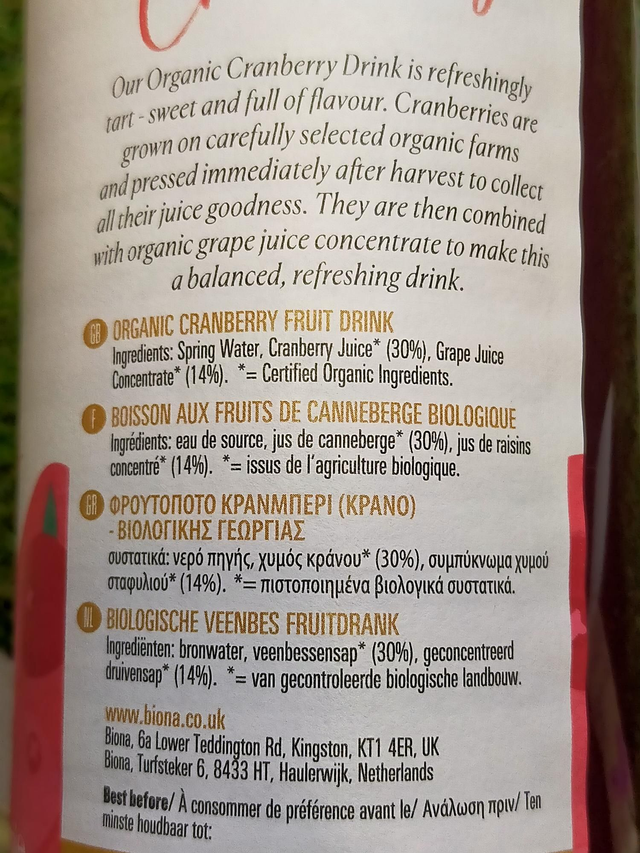 Our Organic Cranberry Drink is refreshingly
tart - sweet and full of flavour. Cranberries are
grown on carefully selected organic farms
and pressed immediately after harvest to collect
all their juice goodness. They are then combined
with organic grape juice concentrate to make this
a balanced, refreshing drink.
GB ORGANIC CRANBERRY FRUIT DRINK
Ingredients: Spring Water, Cranberry Juice* (30%), Grape Juice
Concentrate* (14%). *= Certified Organic Ingredients.
F BOISSON AUX FRUITS DE CANNEBERGE BIOLOGIQUE
Ingrédients: eau de source, jus de canneberge* (30%), jus de raisins
concentré* (14%). *= issus de l'agriculture biologique.
GR ΦΡΟΥΤΟΠΟΤΟ ΚΡΑΝΜΠΕΡΙ (ΚΡΑΝΟ)
- ΒΙΟΛΟΓΙΚΗΣ ΓΕΩΡΓΙΑΣ
συστατικά: νερό πηγής, χυμός κράνου* (30%), συμπύκνωμα χυμού
σταφυλιού* (14%). *= πιστοποιημένα βιολογικά συστατικά.
NL BIOLOGISCHE VEENBES FRUITDRANK
Ingrediënten: bronwater, veenbessensap* (30%), geconcentreerd
druivensap* (14%). *= van gecontroleerde biologische landbouw.
www.biona.co.uk
Biona, 6a Lower Teddington Rd, Kingston, KT1 4ER, UK
Biona, Turfsteker 6, 8433 HT, Haulerwijk, Netherlands
Best before/ À consommer de préférence avant le/ Ανάλωση πριν/ Ten
minste houdbaar tot: